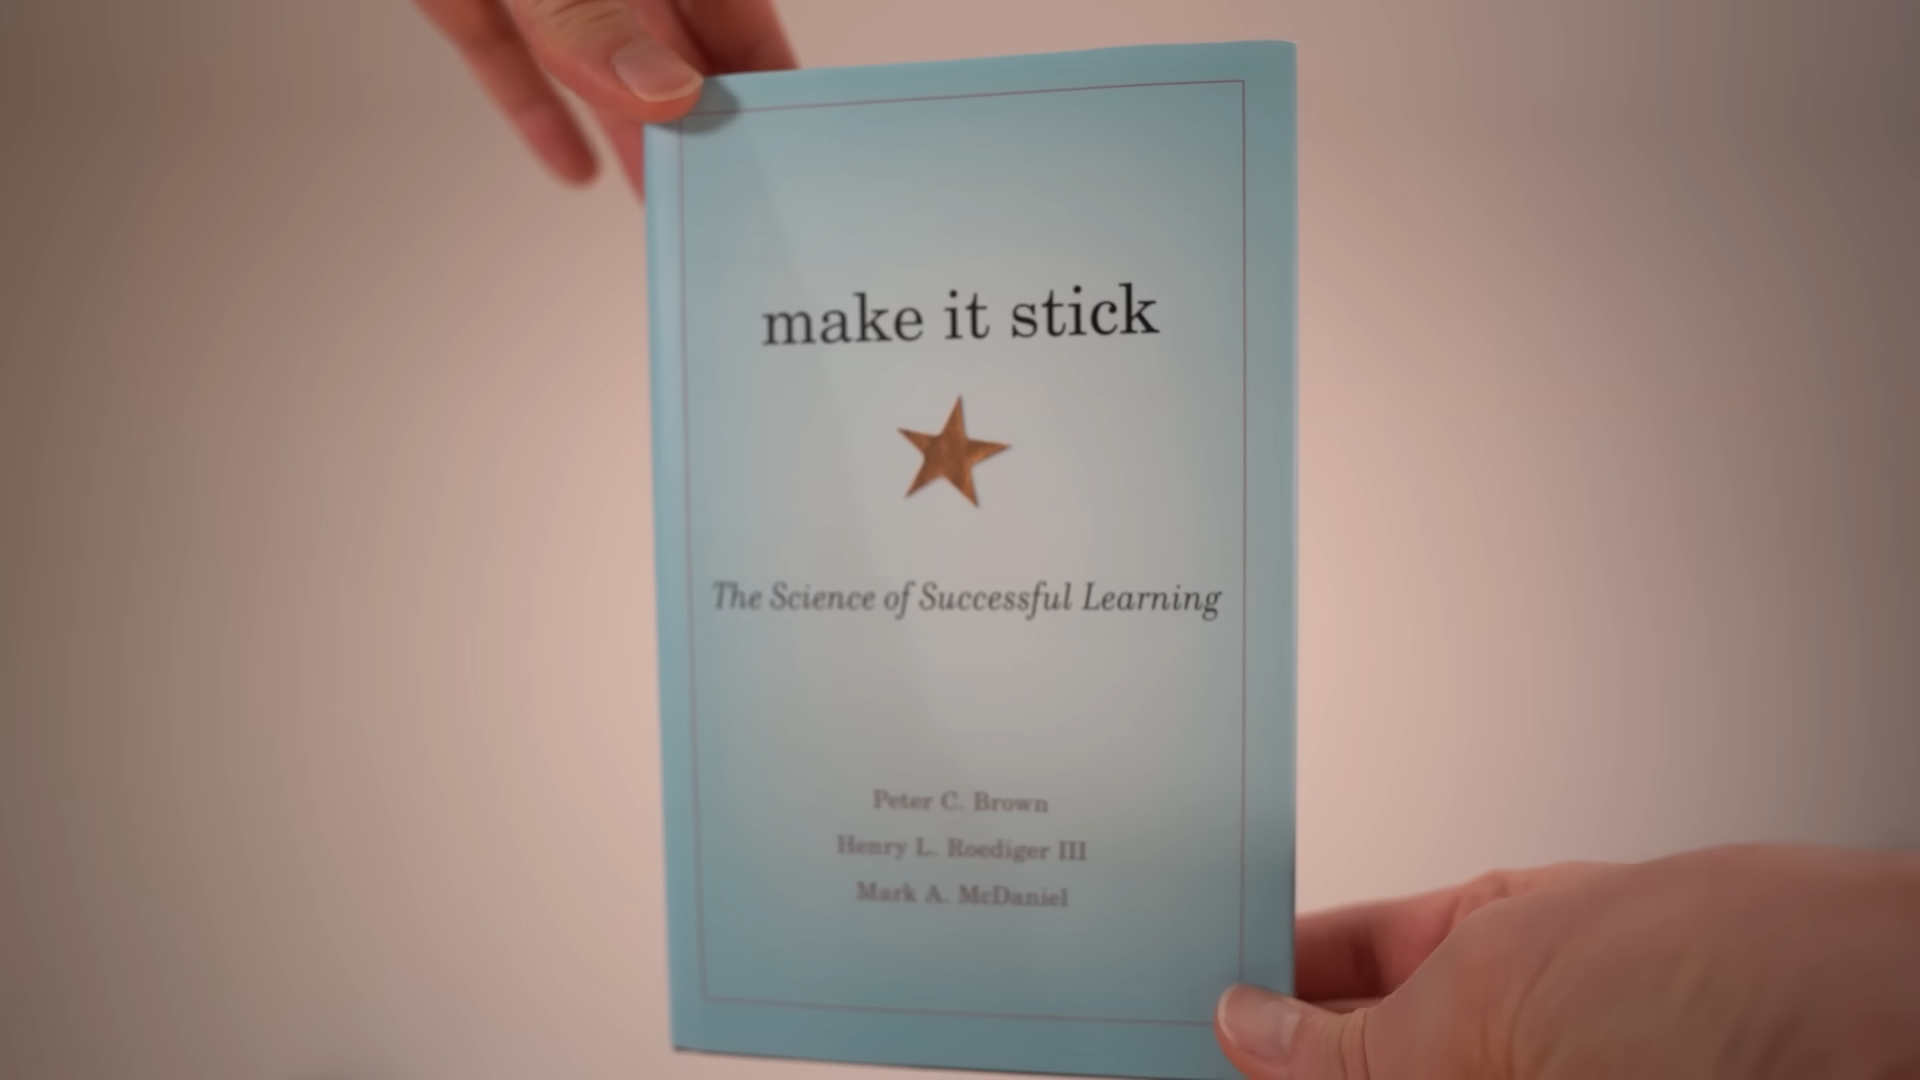 make it stick
The Science of Successful Learning
Peter C. Brown
Henry L. Roediger III
Mark A. McDaniel